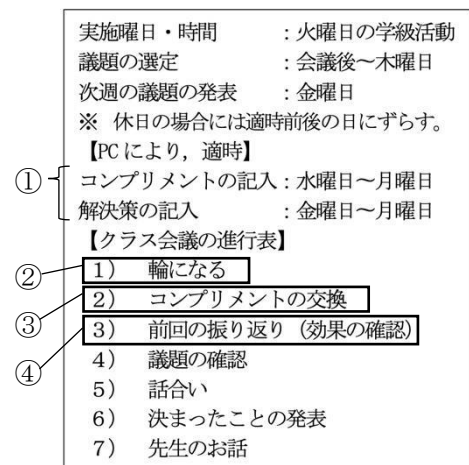 実施曜日・時間　　：火曜日の学級活動
議題の選定　　　　：会議後～木曜日
次週の議題の発表　：金曜日
※　休日の場合には適時前後の日にずらす。
【PCにより，適時】
① コンプリメントの記入：水曜日～月曜日
解決策の記入　　　：金曜日～月曜日
【クラス会議の進行表】
② １）　輪になる
③ ２）　コンプリメントの交換
④ ３）　前回の振り返り（効果の確認）
４）　議題の確認
５）　話合い
６）　決まったことの発表
７）　先生のお話